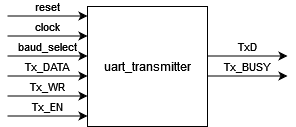 reset
clock
baud_select
Tx_DATA
Tx_WR
Tx_EN
uart_transmitter
TxD
Tx_BUSY